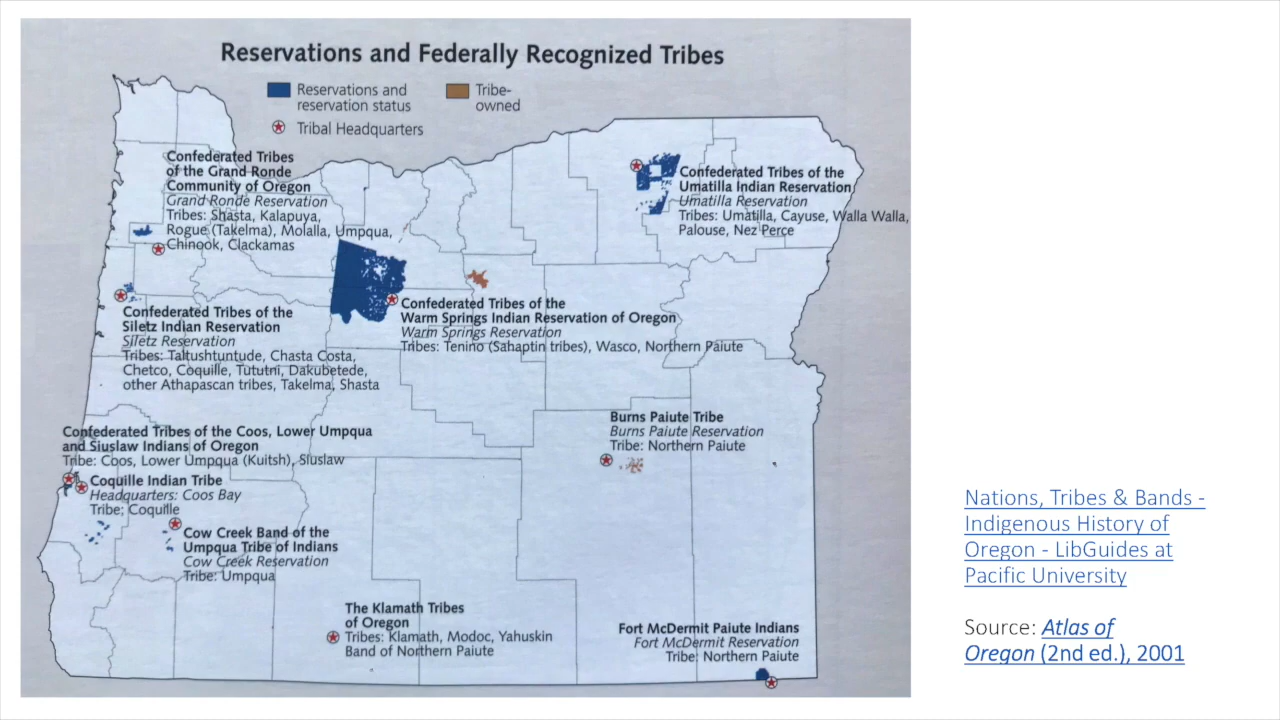 Reservations and Federally Recognized Tribes
Reservations and
reservation status
Tribe-
owned
Tribal Headquarters
Confederated Tribes
of the Grand Ronde
Community of Oregon
Grand Ronde Reservation
Tribes: Shasta, Kalapuya,
Rogue (Takelma), Molalla, Umpqua,
Chinook, Clackamas
Confederated Tribes of the
Umatilla Indian Reservation
Umatilla Reservation
Tribes: Umatilla, Cayuse, Walla Walla,
Palouse, Nez Perce
Confederated Tribes of the
Siletz Indian Reservation
Siletz Reservation
Tribes: Taltushtuntude, Chasta Costa,
Chetco, Coquille, Tututni, Dakubetede,
other Athapascan tribes, Takelma, Shasta
Confederated Tribes of the
Warm Springs Indian Reservation of Oregon
Warm Springs Reservation
Tribes: Tenino (Sahaptin tribes), Wasco, Northern Paiute
Confederated Tribes of the Coos, Lower Umpqua
and Siuslaw Indians of Oregon
Tribe: Coos, Lower Umpqua (Kuitsh), Siuslaw
Coquille Indian Tribe
Headquarters: Coos Bay
Tribe: Coquille
Cow Creek Band of the
Umpqua Tribe of Indians
Cow Creek Reservation
Tribe: Umpqua
Burns Paiute Tribe
Burns Paiute Reservation
Tribe: Northern Paiute
The Klamath Tribes
of Oregon
Tribes: Klamath, Modoc, Yahuskin
Band of Northern Paiute
Fort McDermit Paiute Indians
Fort McDermit Reservation
Tribe: Northern Paiute
Nations, Tribes & Bands -
Indigenous History of
Oregon - LibGuides at
Pacific University
Source: Atlas of
Oregon (2nd ed.), 2001